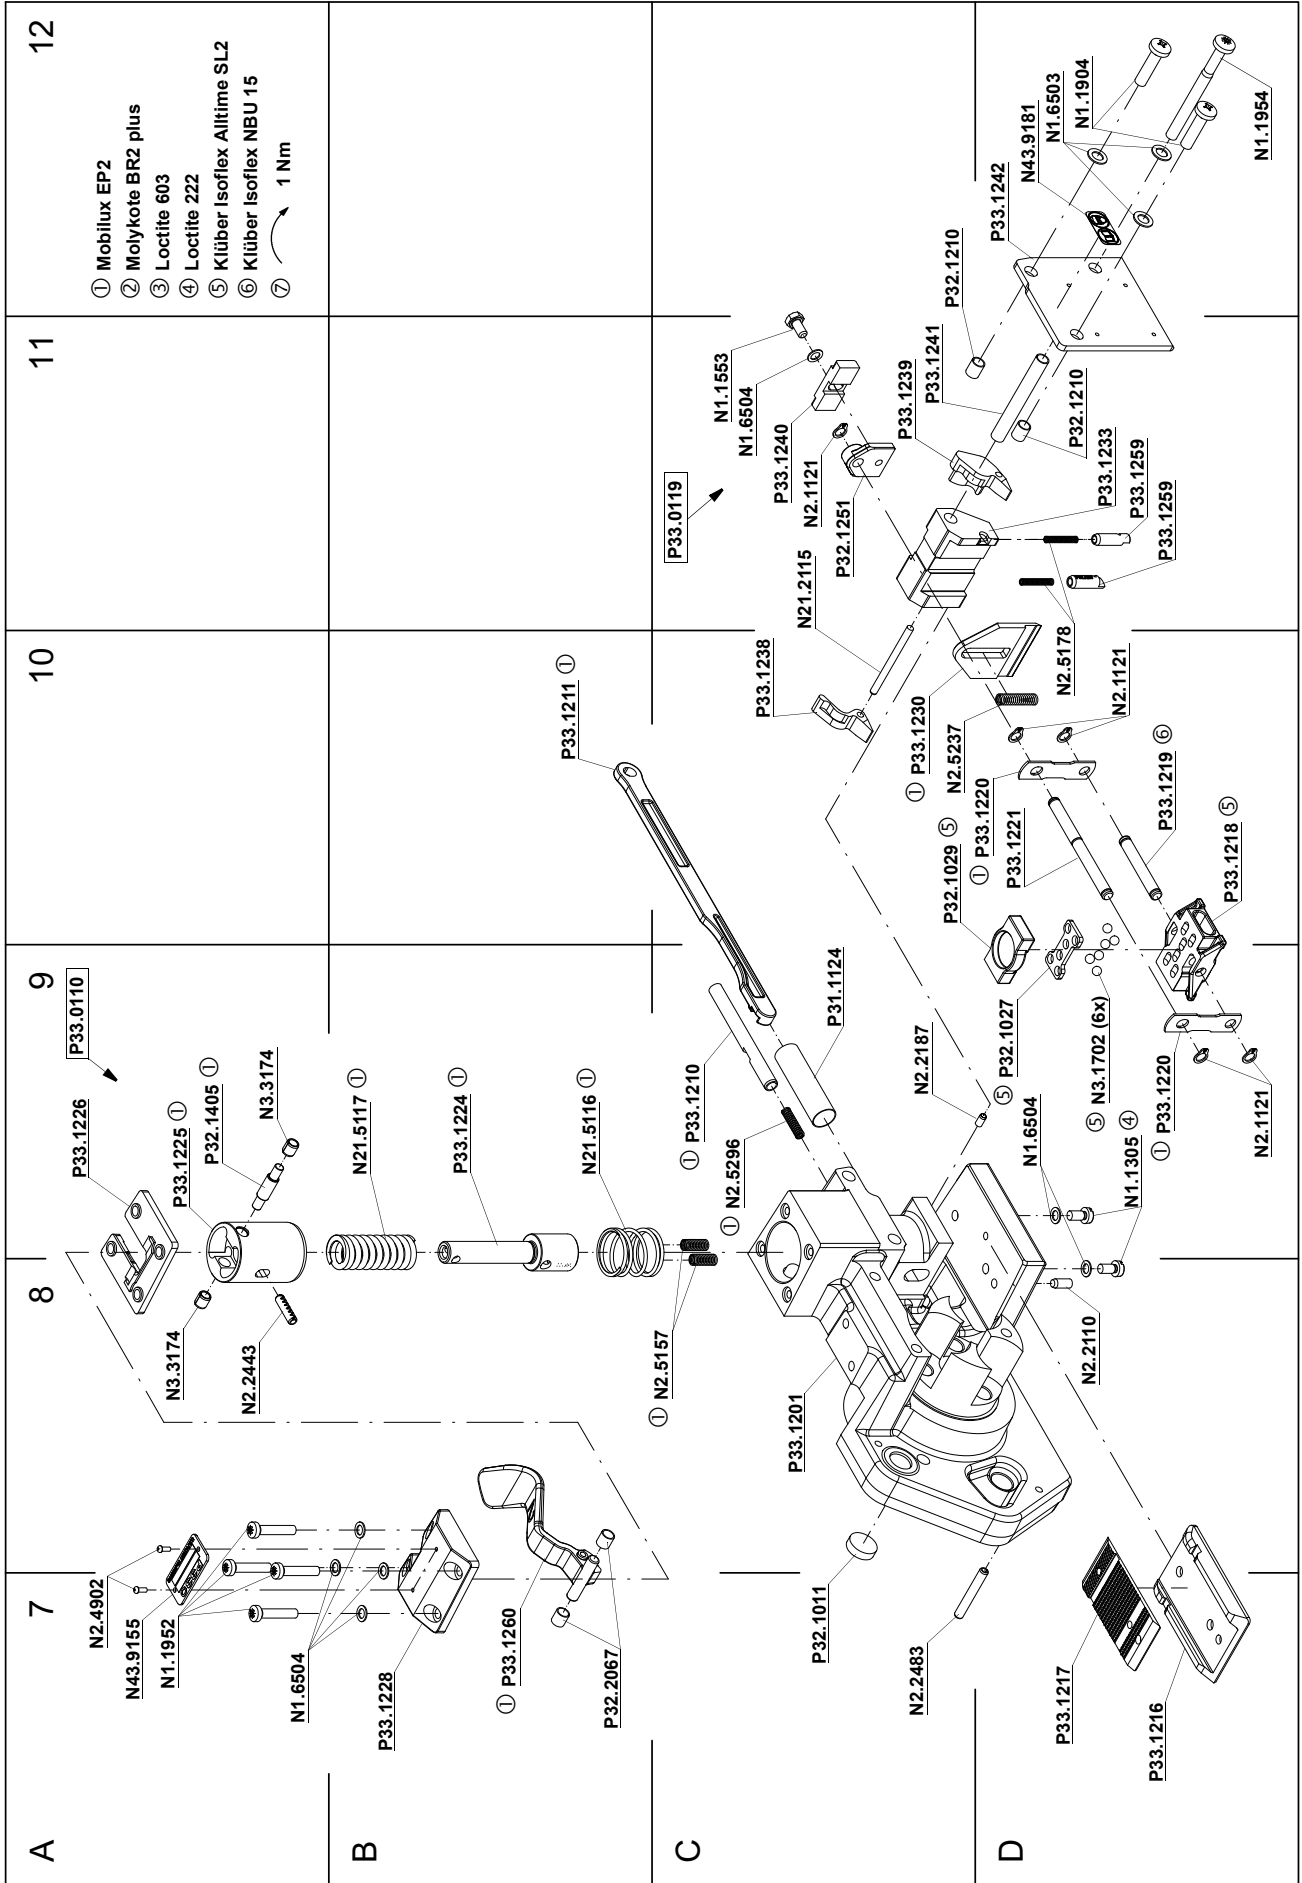 7
8
9
10
11
12
A
B
C
D
① Mobilux EP2
② Molykote BR2 plus
③ Loctite 603
④ Loctite 222
⑤ Klüber Isoflex Alltime SL2
⑥ Klüber Isoflex NBU 15
⑦ 1 Nm
N2.4902
N43.9155
N1.1952
N1.6504
P33.1228
① P33.1260
P32.2067
P33.0110
P33.1226
P33.1225 ①
P32.1405 ①
N3.3174
N3.3174
N2.2443
N21.5117 ①
P33.1224 ①
N21.5116 ①
① N2.5157
① N2.5296
① P33.1210
P31.1124
P33.1211 ①
P33.1201
P32.1011
N2.2483
P33.1217
P33.1216
N2.2110
N1.1305 ④
N1.6504
N2.2187
⑤ P32.1027
⑤ N3.1702 (6x)
① P33.1220
N2.1121
P33.1218 ⑤
P33.1219 ⑥
P32.1029 ⑤
P33.1221
① P33.1220
N2.5237
① P33.1230
N2.1121
N2.5178
P33.1238
N21.2115
P33.0119
N1.1553
N1.6504
P33.1240
N2.1121
P32.1251
P33.1239
P33.1241
P32.1210
P32.1210
P33.1233
P33.1259
P33.1259
P33.1242
N43.9181
N1.6503
N1.1904
N1.1954